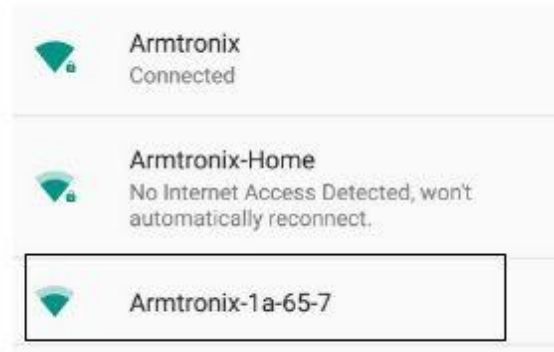 Armtronix
Connected
Armtronix-Home
No Internet Access Detected, won't
automatically reconnect.
Armtronix-1a-65-7